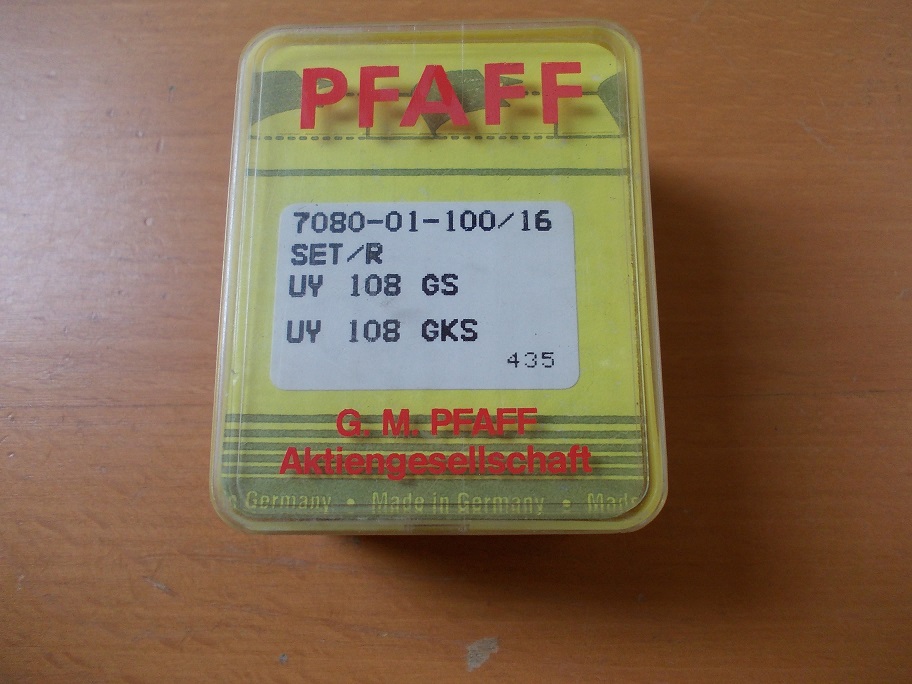 PFAFF
7080-01-100/16
SET/R
UY 108 GS
UY 108 GKS
435
G. M. PFAFF
Aktiengesellschaft
Germany • Made in Germany • Made